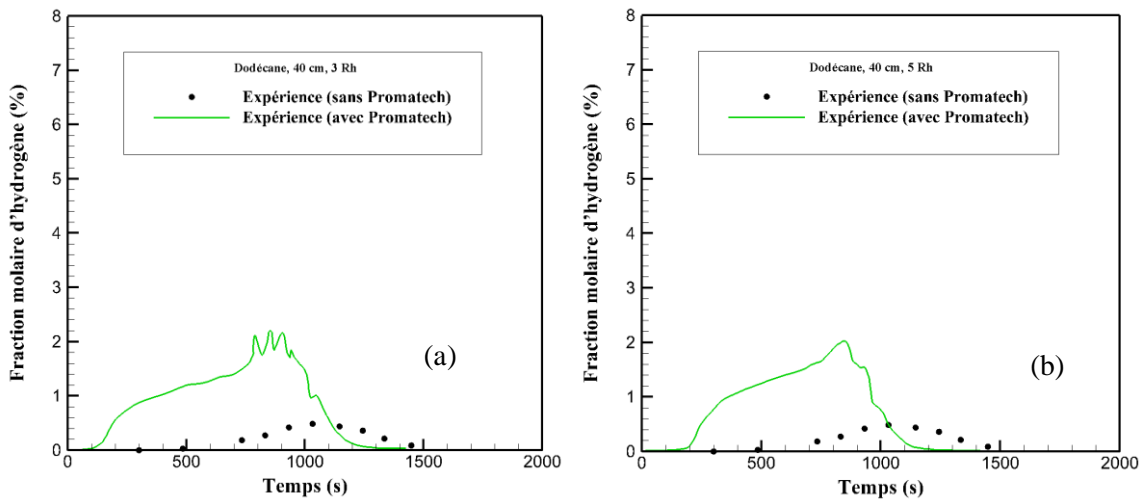 Dodécane, 40 cm, 3 Rh
Expérience (sans Promatech)
Expérience (avec Promatech)
Fraction molaire d'hydrogène (%)
8
7
6
5
4
3
2
1
0
(a)
0 500 1000 1500 2000
Temps (s)
Dodécane, 40 cm, 5 Rh
Expérience (sans Promatech)
Expérience (avec Promatech)
Fraction molaire d'hydrogène (%)
8
7
6
5
4
3
2
1
0
(b)
0 500 1000 1500 2000
Temps (s)